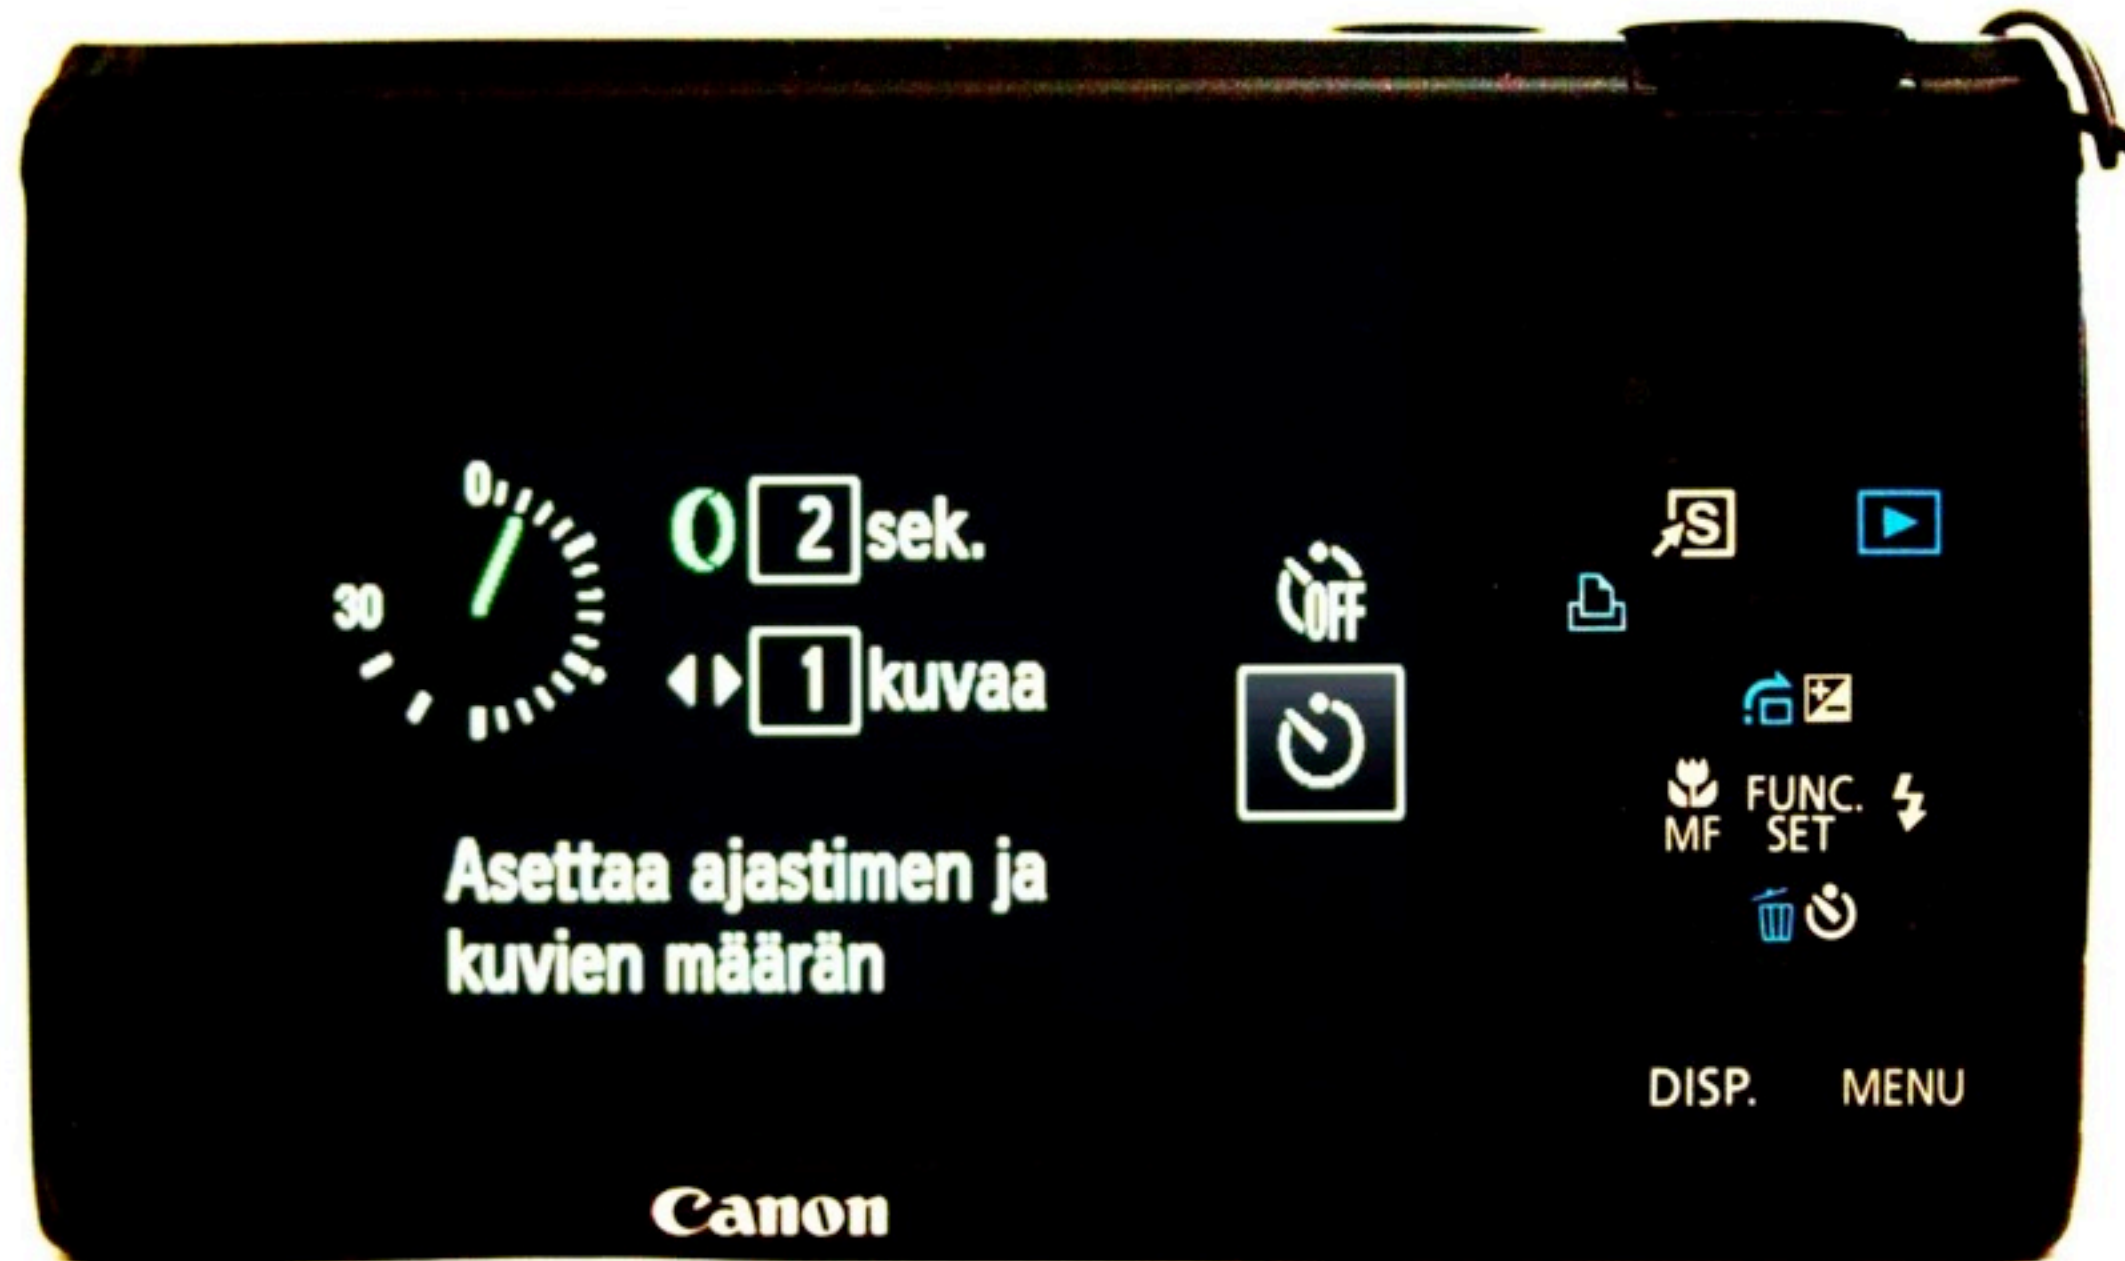 0
30
2 sek.
1 kuvaa
OFF
Asettaa ajastimen ja
kuvien määrän
S
MF
FUNC.
SET
DISP.
MENU
Canon